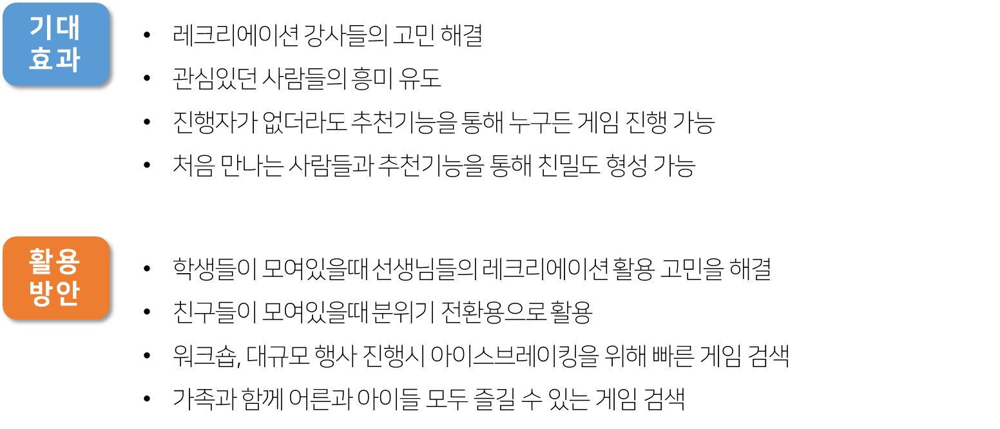 기대
효과
• 레크리에이션 강사들의 고민 해결
• 관심있던 사람들의 흥미 유도
• 진행자가 없더라도 추천기능을 통해 누구든 게임 진행 가능
• 처음 만나는 사람들과 추천기능을 통해 친밀도 형성 가능
활용
방안
• 학생들이 모여있을때 선생님들의 레크리에이션 활용 고민을 해결
• 친구들이 모여있을때 분위기 전환용으로 활용
• 워크숍, 대규모 행사 진행시 아이스브레이킹을 위해 빠른 게임 검색
• 가족과 함께 어른과 아이들 모두 즐길 수 있는 게임 검색